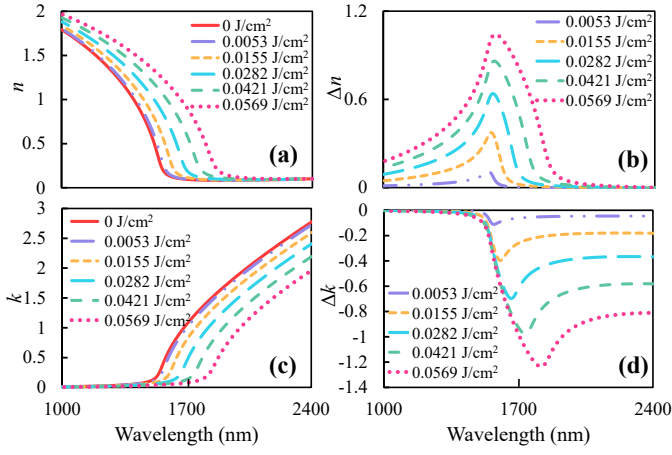 2
1.5
1
0.5
0
n
0 J/cm²
0.0053 J/cm²
0.0155 J/cm²
0.0282 J/cm²
0.0421 J/cm²
0.0569 J/cm²
(a)
1.2
0.6
0
Δn
0.0053 J/cm²
0.0155 J/cm²
0.0282 J/cm²
0.0421 J/cm²
0.0569 J/cm²
(b)
3
2.5
2
1.5
1
0.5
0
k
0 J/cm²
0.0053 J/cm²
0.0155 J/cm²
0.0282 J/cm²
0.0421 J/cm²
0.0569 J/cm²
(c)
1000 1700 2400
Wavelength (nm)
0
-0.2
-0.4
-0.6
-0.8
-1
-1.2
-1.4
Δk
0.0053 J/cm²
0.0155 J/cm²
0.0282 J/cm²
0.0421 J/cm²
0.0569 J/cm²
(d)
1000 1700 2400
Wavelength (nm)